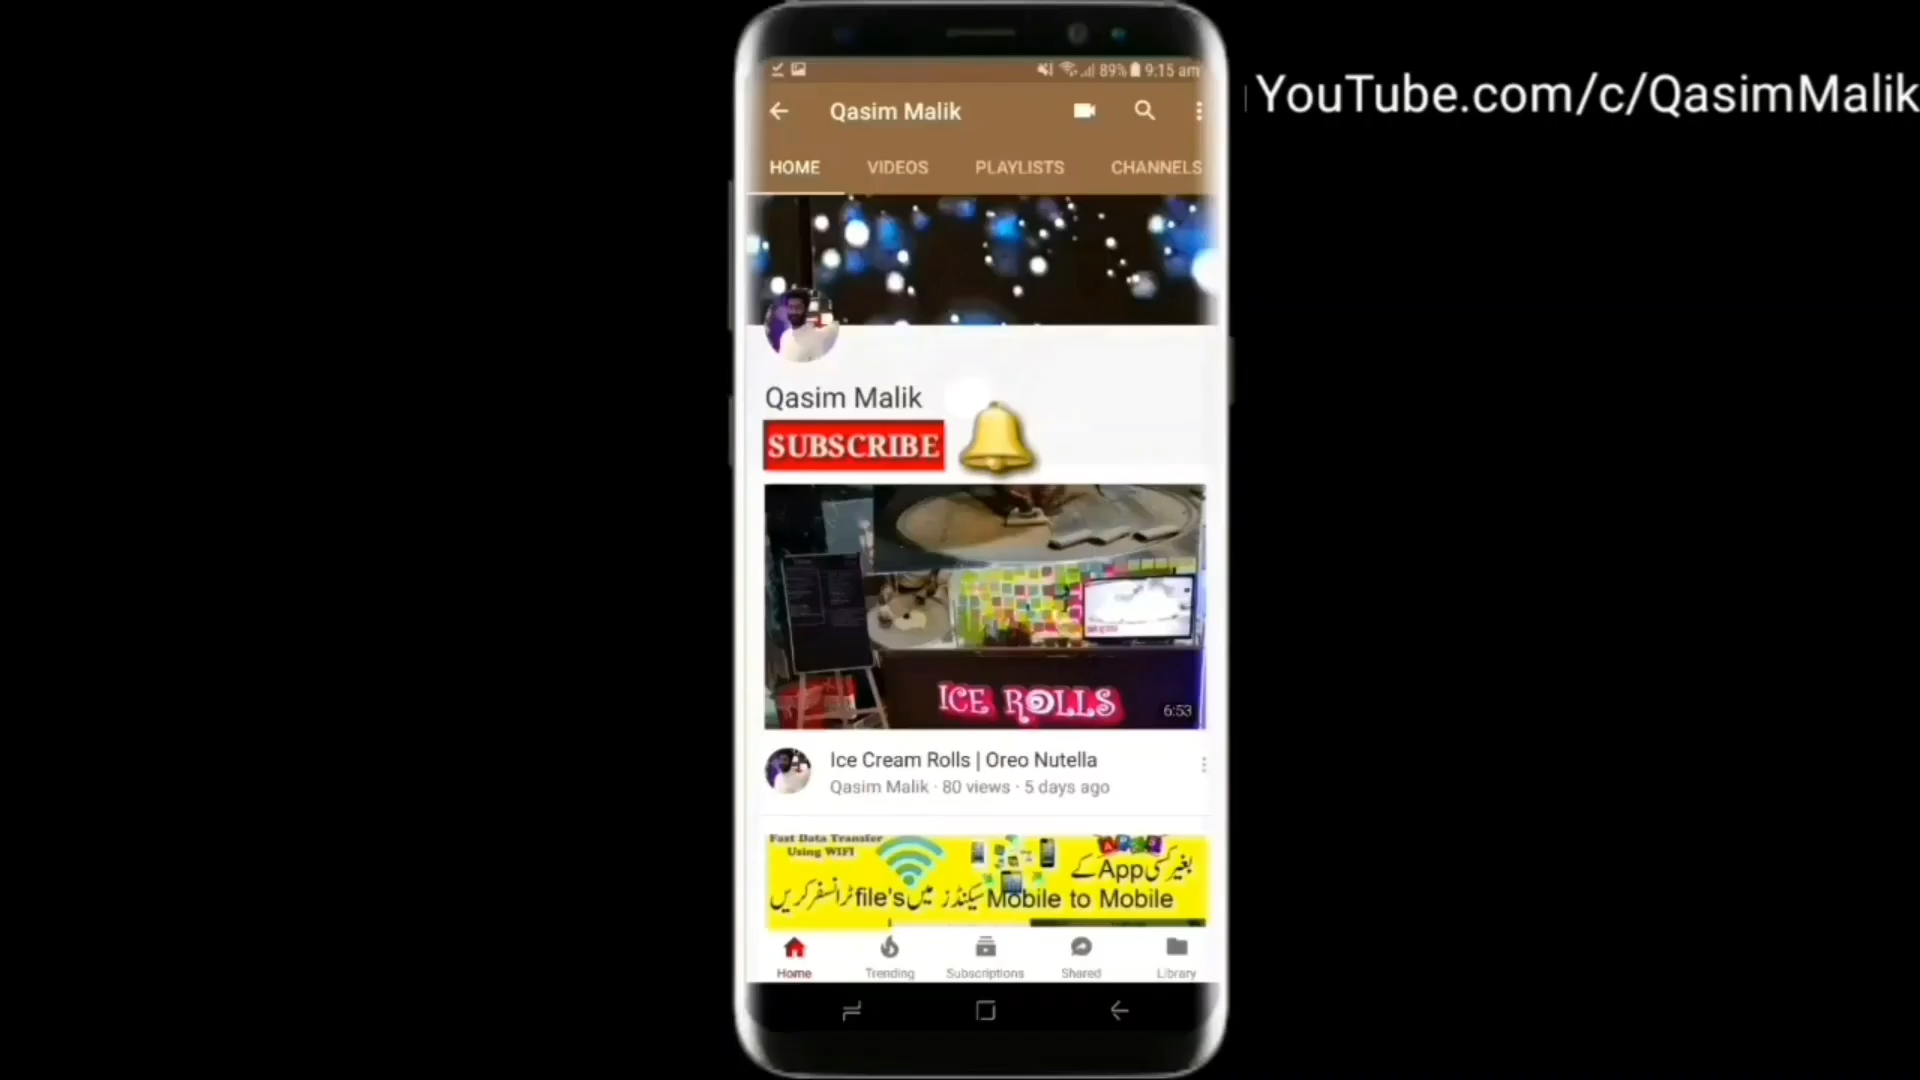 89% 9:15 am
YouTube.com/c/QasimMalik
Qasim Malik
HOME VIDEOS PLAYLISTS CHANNELS
Qasim Malik
SUBSCRIBE
ICE ROLLS
6:53
Ice Cream Rolls | Oreo Nutella
Qasim Malik · 80 views · 5 days ago
Fast Data Transfer
Using WIFI
APPS
بغیر کسی App کے
Mobile to Mobile سیکنڈز میں file's ٹرانسفر کریں
Home Trending Subscriptions Shared Library